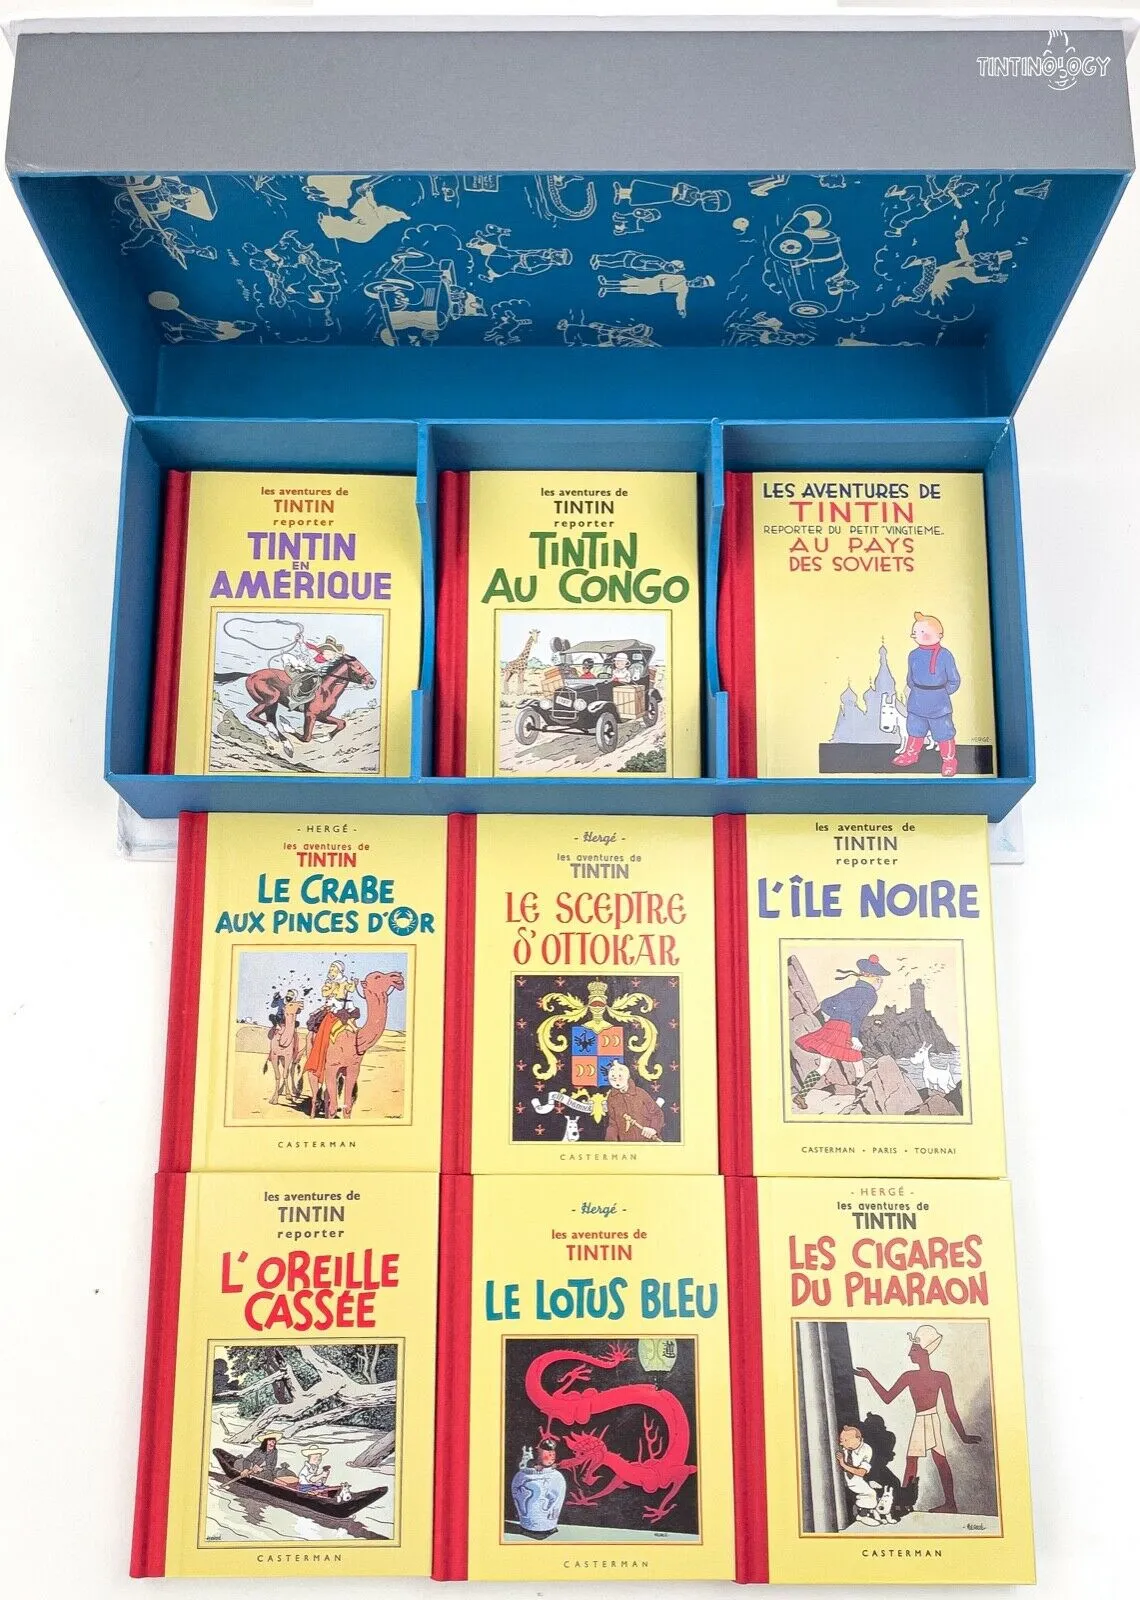 TINTINOLOGY
les aventures de
TINTIN
reporter
TINTIN
EN
AMÉRIQUE
HERGÉ
les aventures de
TINTIN
reporter
TINTIN
AU CONGO
LES AVENTURES DE
TINTIN
REPORTER DU PETIT "VINGTIEME"
AU PAYS
DES SOVIETS
HERGÉ
- HERGÉ -
les aventures de
TINTIN
LE CRABE
AUX PINCES D'OR
CASTERMAN
- Hergé -
les aventures de
TINTIN
LE SCEPTRE
D'OTTOKAR
CASTERMAN
les aventures de
TINTIN
reporter
L'ÎLE NOIRE
CASTERMAN • PARIS • TOURNAI
les aventures de
TINTIN
reporter
L'OREILLE
CASSÉE
HERGÉ
CASTERMAN
- Hergé -
les aventures de
TINTIN
LE LOTUS BLEU
蓮
CASTERMAN
- HERGÉ -
les aventures de
TINTIN
LES CIGARES
DU PHARAON
HERGÉ
CASTERMAN